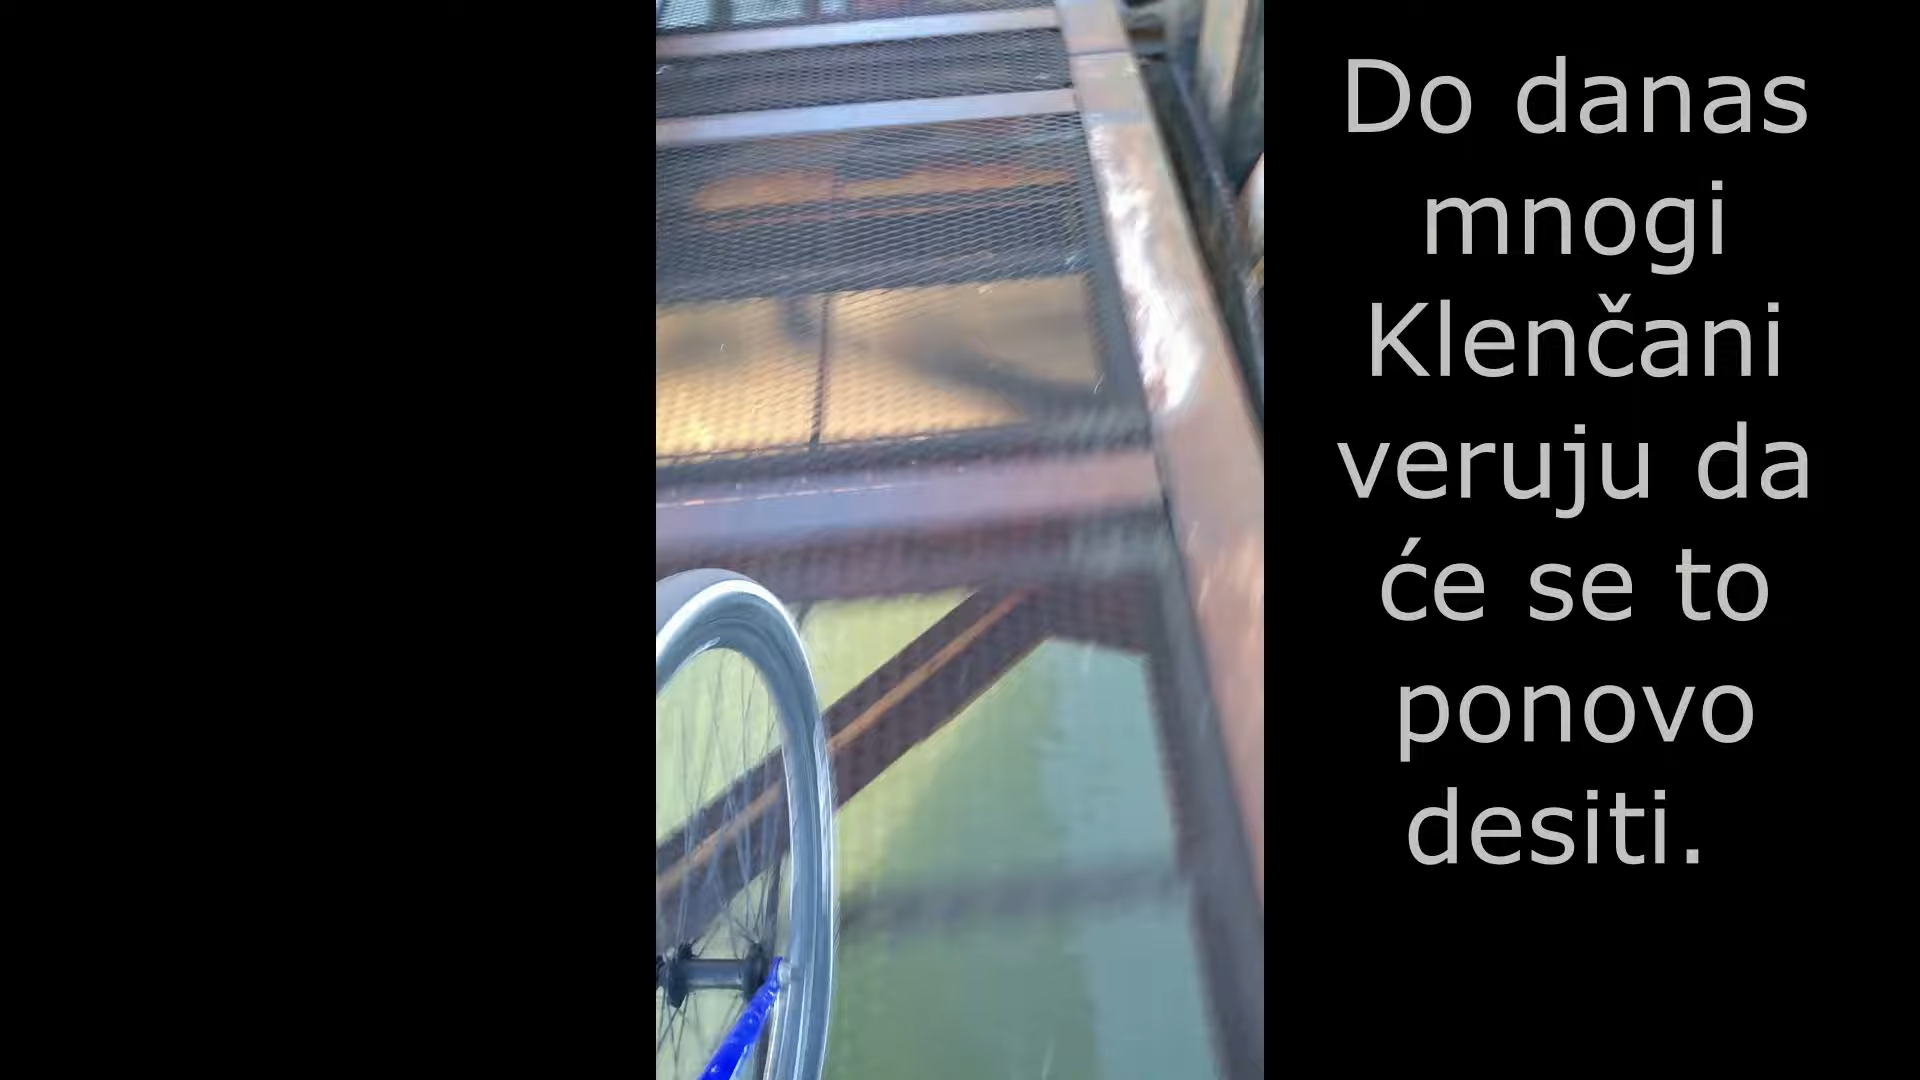 Do danas
mnogi
Klenčani
veruju da
će se to
ponovo
desiti.